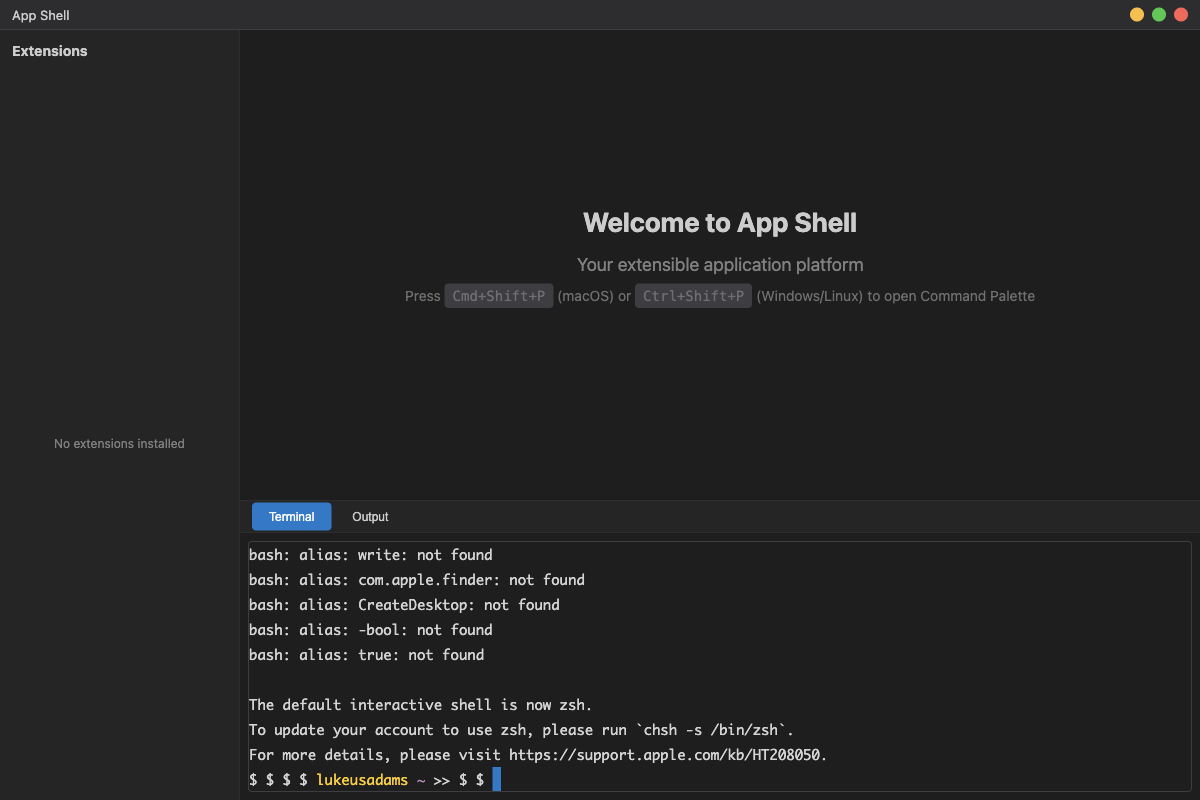 App Shell
Extensions
No extensions installed
Welcome to App Shell
Your extensible application platform
Press Cmd+Shift+P (macOS) or Ctrl+Shift+P (Windows/Linux) to open Command Palette
Terminal Output
bash: alias: write: not found
bash: alias: com.apple.finder: not found
bash: alias: CreateDesktop: not found
bash: alias: -bool: not found
bash: alias: true: not found
The default interactive shell is now zsh.
To update your account to use zsh, please run `chsh -s /bin/zsh`.
For more details, please visit https://support.apple.com/kb/HT208050.
$ $ $ $ lukeusadams ~ >> $ $